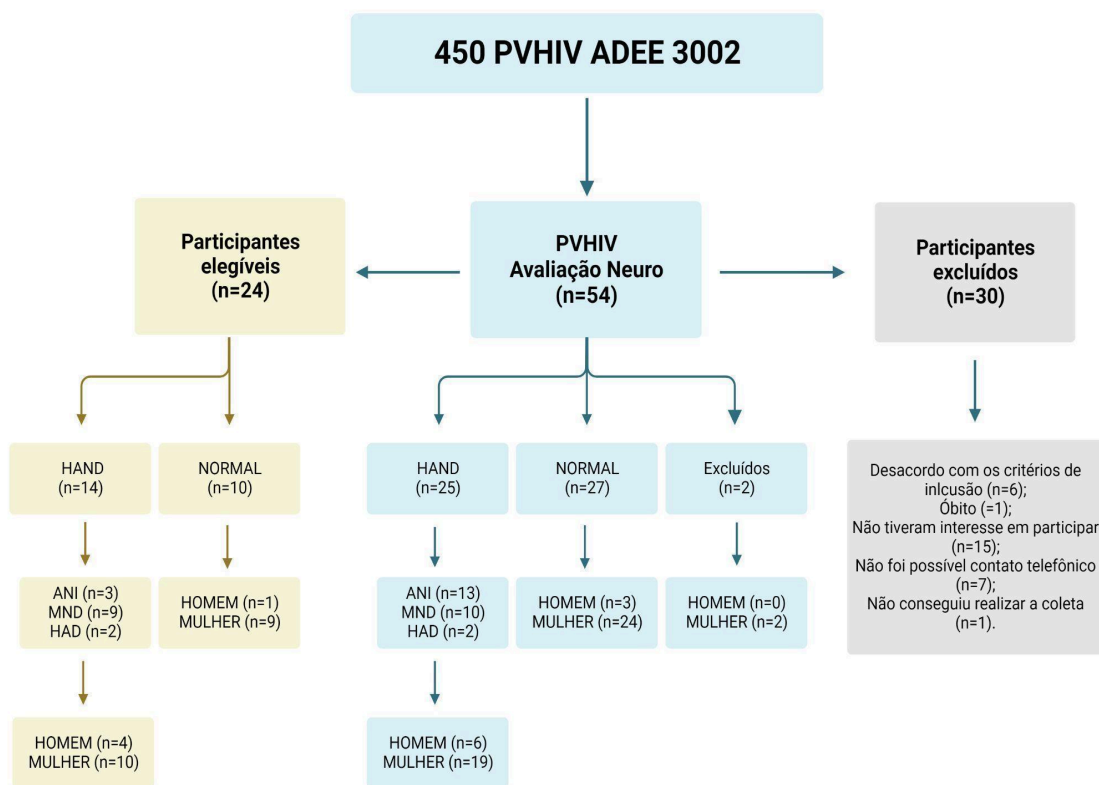 450 PVHIV ADEE 3002
Participantes
elegíveis
(n=24)
PVHIV
Avaliação Neuro
(n=54)
Participantes
excluídos
(n=30)
HAND
(n=14)
NORMAL
(n=10)
HAND
(n=25)
NORMAL
(n=27)
Excluídos
(n=2)
Desacordo com os critérios de
inlcusão (n=6);
Óbito (=1);
Não tiveram interesse em participar
(n=15);
Não foi possível contato telefônico
(n=7);
Não conseguiu realizar a coleta
(n=1).
ANI (n=3)
MND (n=9)
HAD (n=2)
HOMEM (n=1)
MULHER (n=9)
ANI (n=13)
MND (n=10)
HAD (n=2)
HOMEM (n=3)
MULHER (n=24)
HOMEM (n=0)
MULHER (n=2)
HOMEM (n=4)
MULHER (n=10)
HOMEM (n=6)
MULHER (n=19)